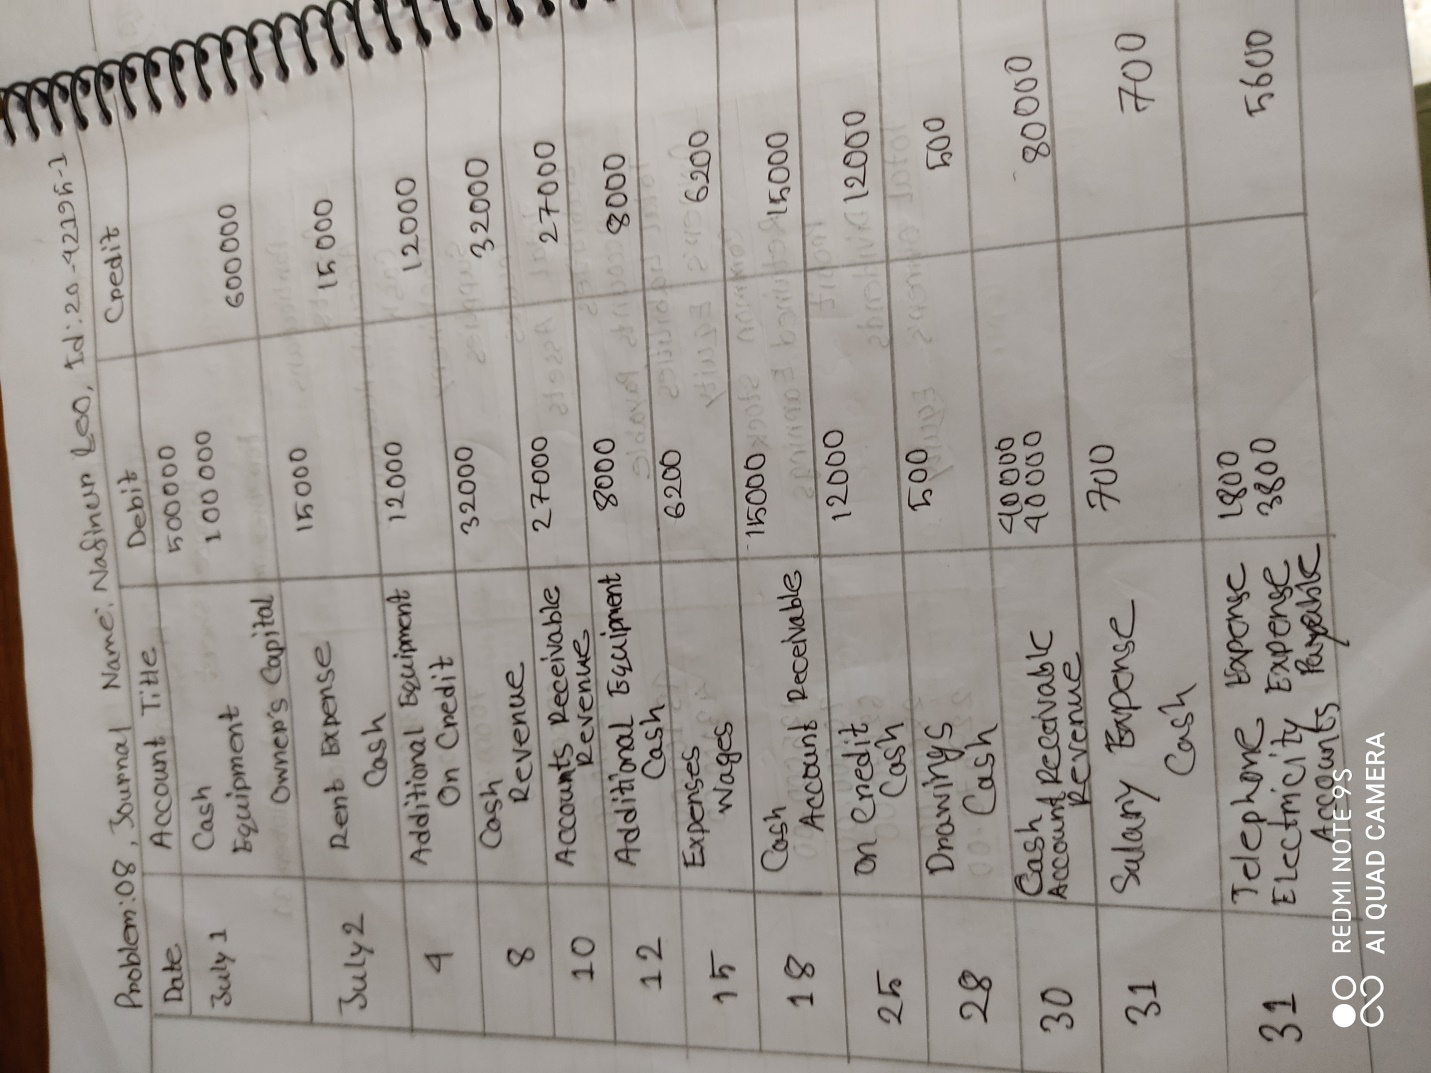 Problem:08, Journal Name: Nafinur Leo, Id:20-42195-1
Date Account Title Debit Credit
July 1 Cash 500000
Equipment 100000
Owner's Capital 600000
July 2 Rent Expense 15000
Cash 15000
4 Additional Equipment 12000
On Credit 12000
8 Cash 32000
Revenue 32000
10 Accounts Receivable 27000
Revenue 27000
12 Additional Equipment 8000
Cash 8000
15 Expenses 6200
Wages 6200
18 Cash 15000
Account Receivable 15000
25 On credit 12000
Cash 12000
28 Drawings 500
Cash 500
30 Cash 40000
Account Receivable 40000
Revenue 80000
31 Salary Expense 700
Cash 700
31 Telephone Expense 1800
Electricity Expense 3800
Accounts Payable 5600
REDMI NOTE 9S
AI QUAD CAMERA